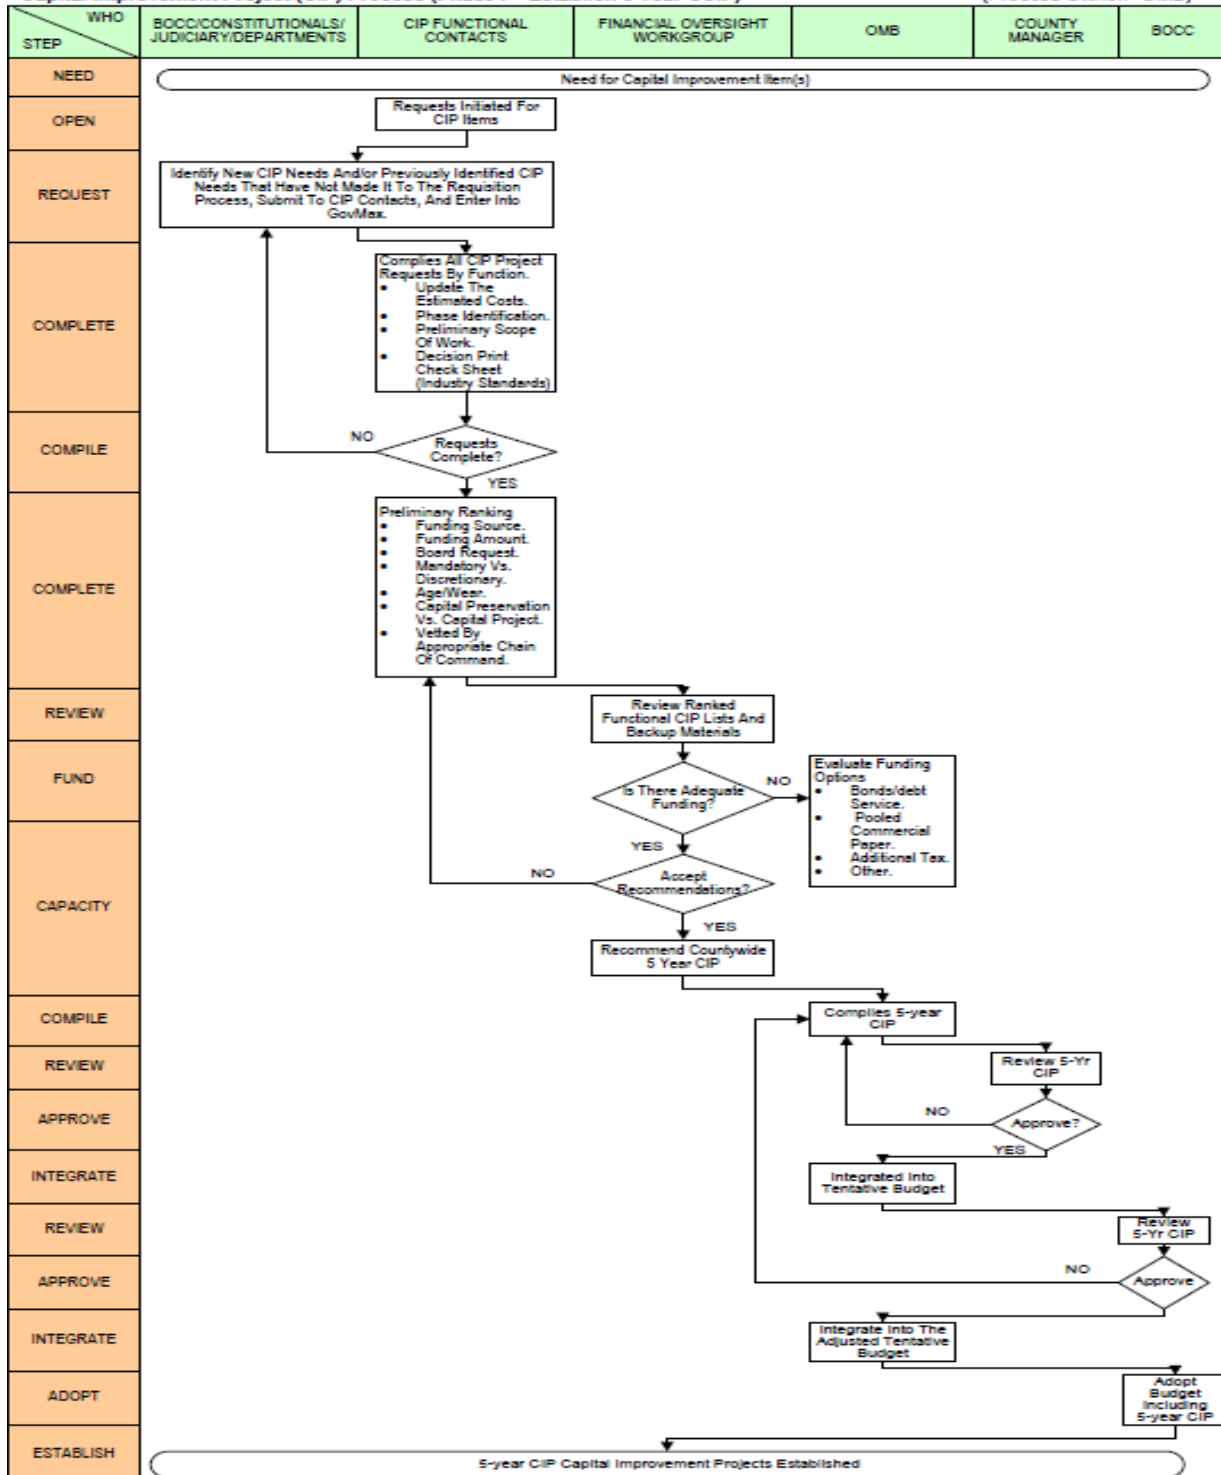 WHO
STEP
BOCC/CONSTITUTIONALS/
JUDICIARY/DEPARTMENTS
CIP FUNCTIONAL
CONTACTS
FINANCIAL OVERSIGHT
WORKGROUP
OMB
COUNTY
MANAGER
BOCC
NEED
Need for Capital Improvement Item(s)
OPEN
Requests Initiated For
CIP Items
REQUEST
Identify New CIP Needs And/or Previously Identified CIP
Needs That Have Not Made It To The Requisition
Process, Submit To CIP Contacts, And Enter Into
GovMax.
COMPLETE
Complies All CIP Project
Requests By Function.
• Update The
Estimated Costs.
• Phase Identification.
• Preliminary Scope
Of Work.
• Decision Print
Check Sheet
(Industry Standards)
COMPILE
NO
Requests
Complete?
YES
COMPLETE
Preliminary Ranking
• Funding Source.
• Funding Amount.
• Board Request.
• Mandatory Vs.
Discretionary.
• Age/Wear.
• Capital Preservation
Vs. Capital Project.
• Vetted By
Appropriate Chain
Of Command.
REVIEW
Review Ranked
Functional CIP Lists And
Backup Materials
FUND
Is There Adequate
Funding?
NO
YES
Evaluate Funding
Options
• Bonds/debt
Service.
• Pooled
Commercial
Paper.
• Additional Tax.
• Other.
CAPACITY
NO
Accept
Recommendations?
YES
Recommend Countywide
5 Year CIP
COMPILE
Complies 5-year
CIP
REVIEW
Review 5-Yr
CIP
APPROVE
NO
Approve?
YES
INTEGRATE
Integrated Into
Tentative Budget
REVIEW
Review
5-Yr CIP
APPROVE
NO
Approve
INTEGRATE
Integrate Into The
Adjusted Tentative
Budget
ADOPT
Adopt
Budget
Including
5-year CIP
ESTABLISH
5-year CIP Capital Improvement Projects Established